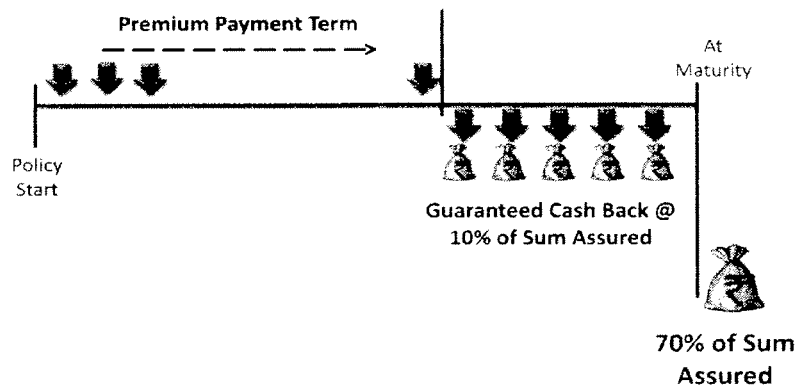 Premium Payment Term
At
Maturity
Policy
Start
₹ ₹ ₹ ₹ ₹
Guaranteed Cash Back @
10% of Sum Assured
₹
70% of Sum
Assured